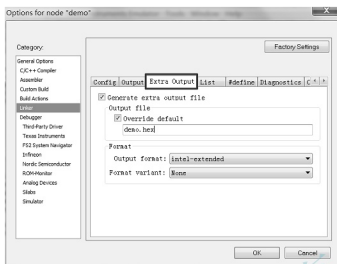 Options for node "demo"
Category:
Factory Settings
General Options
C/C++ Compiler
Assembler
Custom Build
Build Actions
Linker
Debugger
Third-Party Driver
Texas Instruments
FS2 System Navigator
Infineon
Nordic Semiconductor
ROM-Monitor
Analog Devices
Silabs
Simulator
Config Output Extra Output List #define Diagnostics
Generate extra output file
Output file
Override default
demo.hex
Format
Output format: intel-extended
Format variant: None
OK Cancel